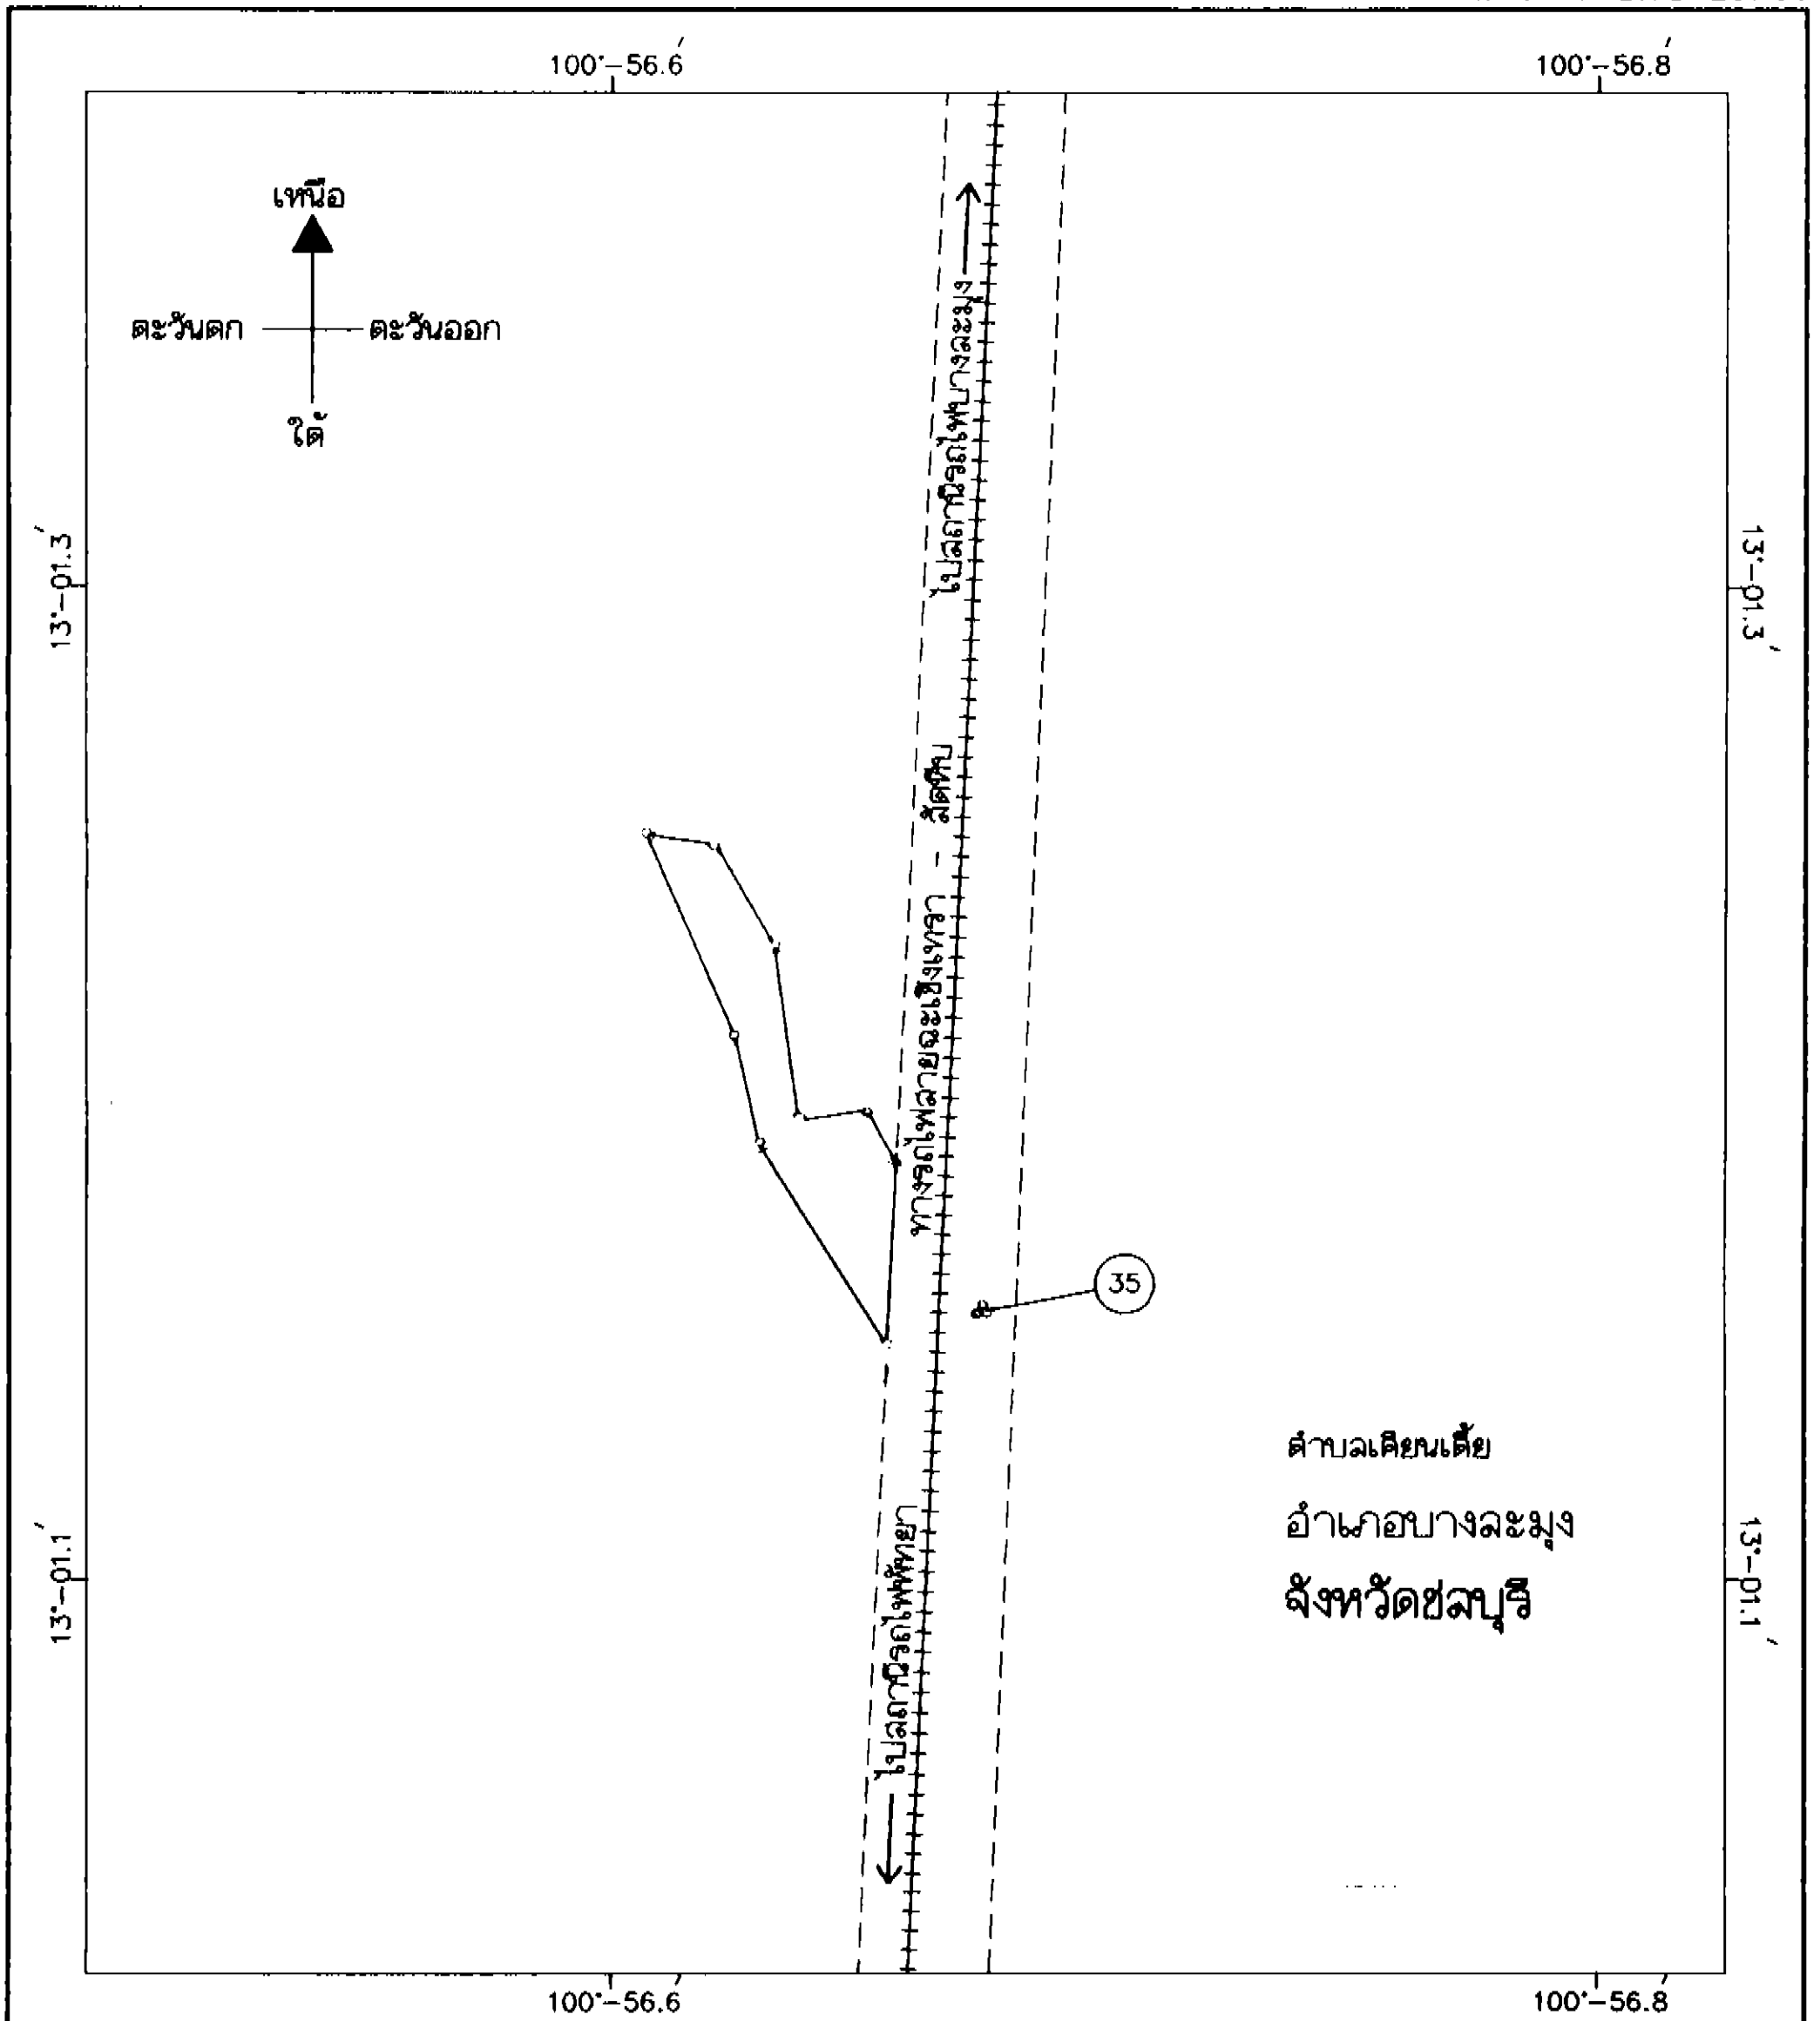 100°-56.6′
100°-56.8′
เหนือ
ตะวันตก
ตะวันออก
ใต้
ไปสถานีรถไฟบางละมุง
13°-01.3′
13°-01.3′
ทางรถไฟสายฉะเชิงเทรา - สัตหีบ
35
ตำบลเคียนเตี้ย
อำเภอบางละมุง
จังหวัดชลบุรี
13°-01.1′
13°-01.1′
ไปสถานีรถไฟพัทยา
100°-56.6′
100°-56.8′